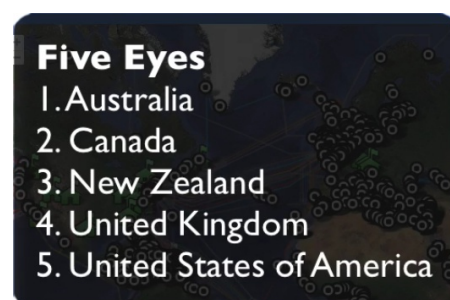 Five Eyes
1. Australia
2. Canada
3. New Zealand
4. United Kingdom
5. United States of America